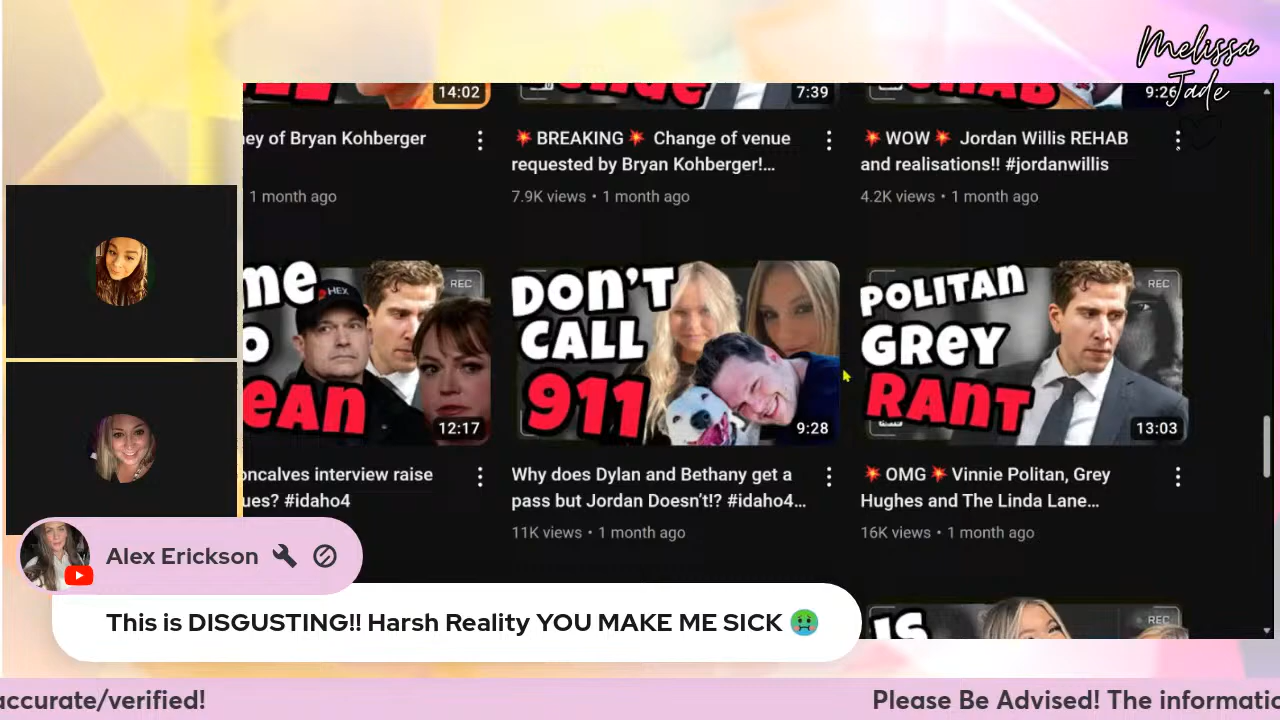 Melissa
Jade
14:02
7:39
9:26
ey of Bryan Kohberger
💥 BREAKING 💥 Change of venue
requested by Bryan Kohberger!...
💥 WOW 💥 Jordan Willis REHAB
and realisations!! #jordanwillis
1 month ago
7.9K views • 1 month ago
4.2K views • 1 month ago
me
O
EAN
HEX
REC
12:17
DON'T
CALL
911
9:28
POLITAN
GREY
RANT
REC
13:03
oncalves interview raise
ues? #idaho4
Why does Dylan and Bethany get a
pass but Jordan Doesn't!? #idaho4...
💥 OMG 💥 Vinnie Politan, Grey
Hughes and The Linda Lane...
11K views • 1 month ago
16K views • 1 month ago
Alex Erickson
This is DISGUSTING!! Harsh Reality YOU MAKE ME SICK 🤢
IS
REC
accurate/verified!
Please Be Advised! The informatio